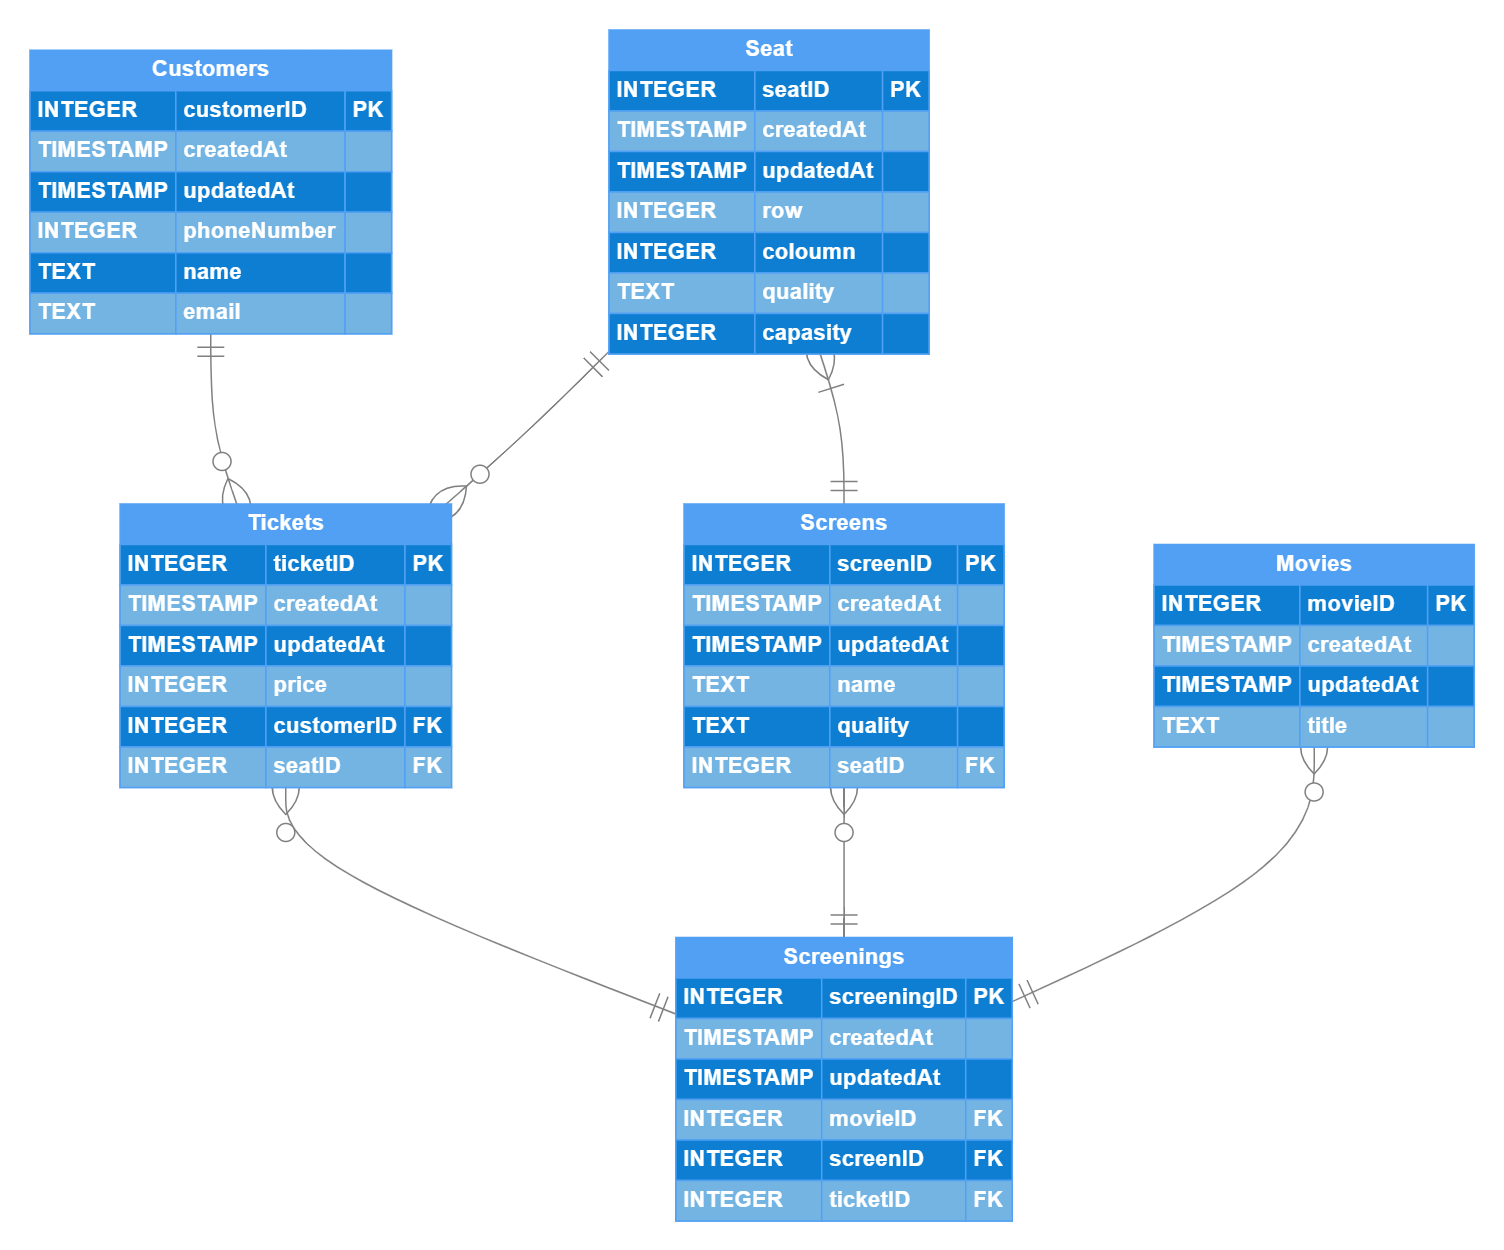 Customers
INTEGER customerID PK
TIMESTAMP createdAt
TIMESTAMP updatedAt
INTEGER phoneNumber
TEXT name
TEXT email
Seat
INTEGER seatID PK
TIMESTAMP createdAt
TIMESTAMP updatedAt
INTEGER row
INTEGER coloumn
TEXT quality
INTEGER capasity
Tickets
INTEGER ticketID PK
TIMESTAMP createdAt
TIMESTAMP updatedAt
INTEGER price
INTEGER customerID FK
INTEGER seatID FK
Screens
INTEGER screenID PK
TIMESTAMP createdAt
TIMESTAMP updatedAt
TEXT name
TEXT quality
INTEGER seatID FK
Movies
INTEGER movieID PK
TIMESTAMP createdAt
TIMESTAMP updatedAt
TEXT title
Screenings
INTEGER screeningID PK
TIMESTAMP createdAt
TIMESTAMP updatedAt
INTEGER movieID FK
INTEGER screenID FK
INTEGER ticketID FK